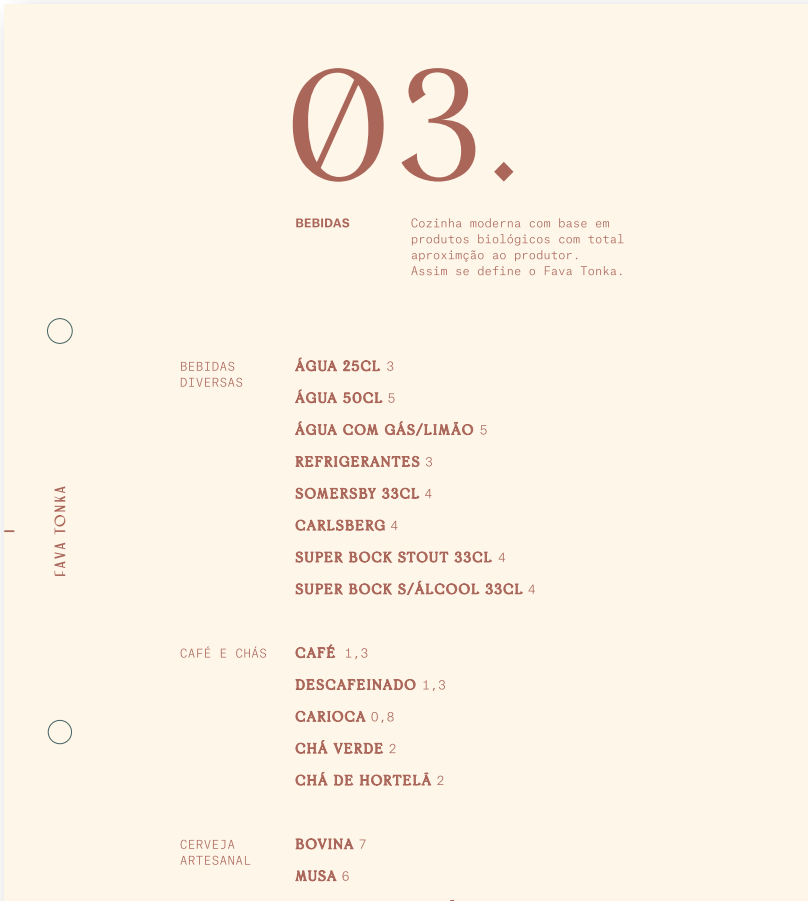 03.
BEBIDAS
Cozinha moderna com base em
produtos biológicos com total
aproximção ao produtor.
Assim se define o Fava Tonka.
FAVA TONKA
BEBIDAS
DIVERSAS
ÁGUA 25CL 3
ÁGUA 50CL 5
ÁGUA COM GÁS/LIMÃO 5
REFRIGERANTES 3
SOMERSBY 33CL 4
CARLSBERG 4
SUPER BOCK STOUT 33CL 4
SUPER BOCK S/ÁLCOOL 33CL 4
CAFÉ E CHÁS
CAFÉ 1,3
DESCAFEINADO 1,3
CARIOCA 0,8
CHÁ VERDE 2
CHÁ DE HORTELÃ 2
CERVEJA
ARTESANAL
BOVINA 7
MUSA 6